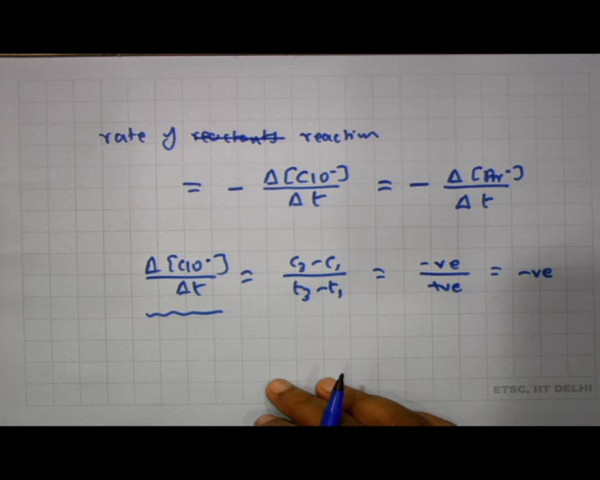 rate of reactants reaction
= - Δ[ClO⁻]/Δt = - Δ[Br⁻]/Δt
Δ[ClO⁻]/Δt = (c₂-c₁)/(t₂-t₁) = -ve/+ve = -ve
ETSC, IIT DELHI